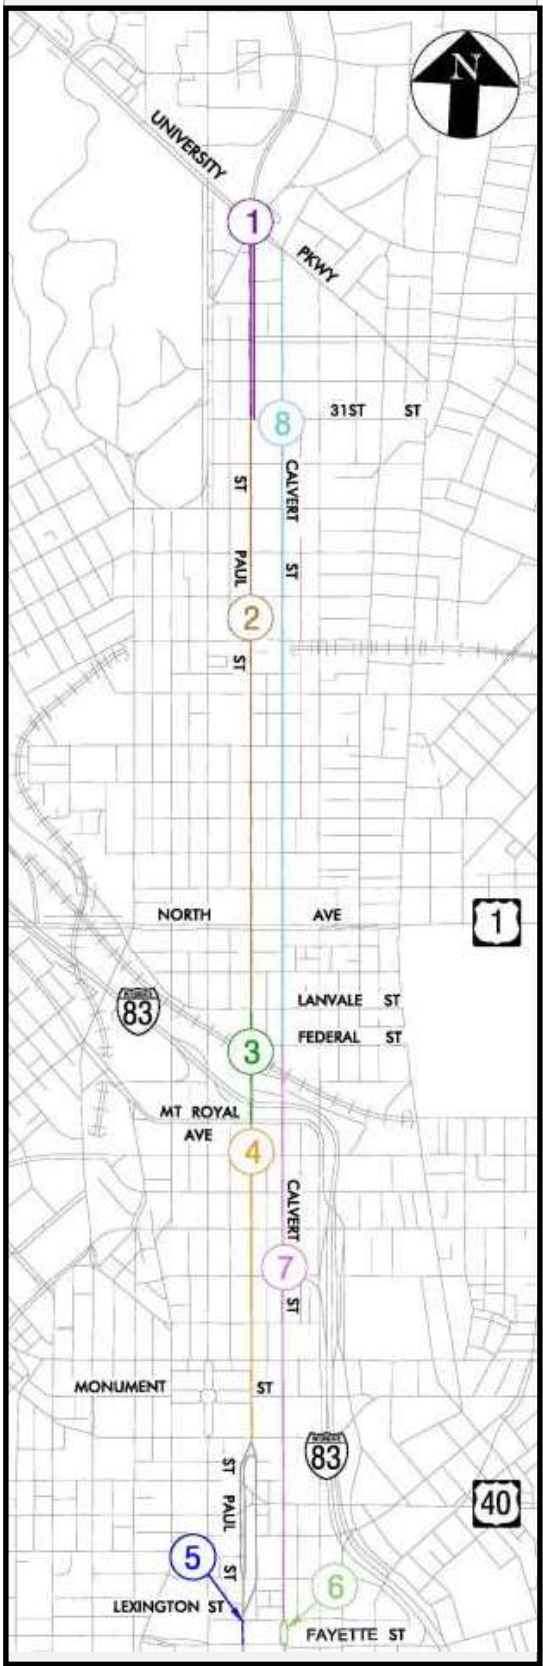 N
UNIVERSITY
1
PKWY
31ST ST
8
ST
CALVERT
PAUL
ST
2
ST
NORTH AVE
1
LANVALE ST
83
FEDERAL ST
3
MT ROYAL
AVE
4
CALVERT
7
ST
MONUMENT ST
83
ST
PAUL
40
5
ST
6
LEXINGTON ST
FAYETTE ST